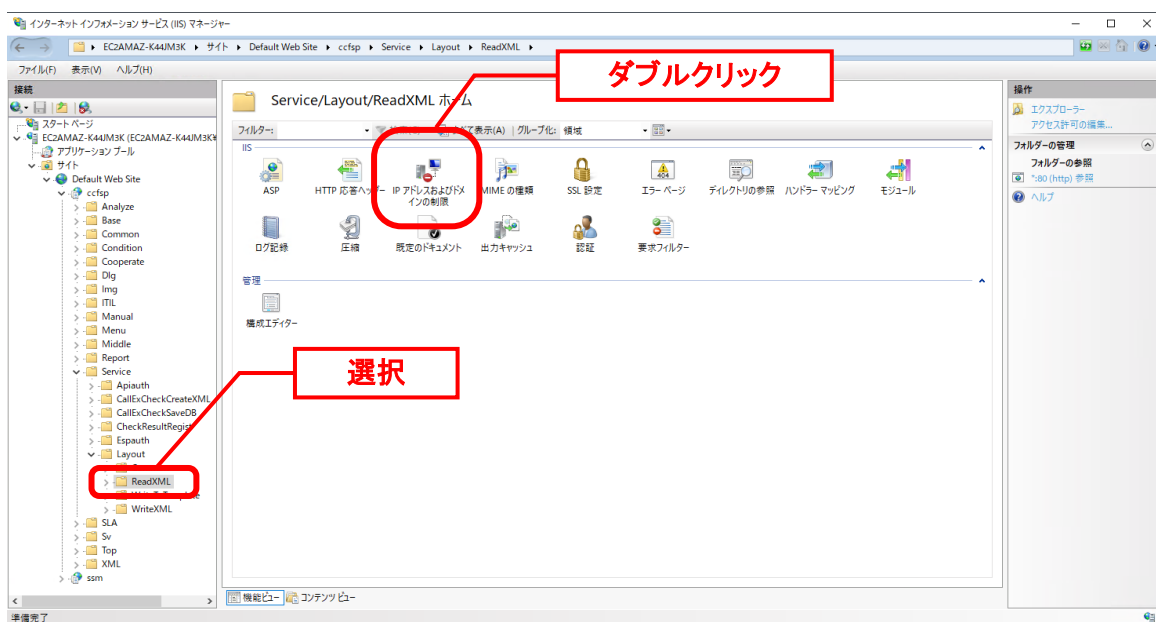 インターネット インフォメーション サービス (IIS) マネージャー
EC2AMAZ-K44JM3K ▸ サイト ▸ Default Web Site ▸ ccfsp ▸ Service ▸ Layout ▸ ReadXML ▸
ファイル(F) 表示(V) ヘルプ(H)
接続
スタート ページ
EC2AMAZ-K44JM3K (EC2AMAZ-K44JM3K¥
アプリケーション プール
サイト
Default Web Site
ccfsp
Analyze
Base
Common
Condition
Cooperate
Dlg
Img
ITIL
Manual
Menu
Middle
Report
Service
Apiauth
CallExCheckCreateXML
CallExCheckSaveDB
CheckResultRegist
Espauth
Layout
ReadXML
WriteXML
SLA
Sv
Top
XML
ssm
ダブルクリック
選択
Service/Layout/ReadXML ホーム
フィルター:
すべて表示(A) | グループ化: 領域
IIS
ASP
HTTP 応答ヘッダー
IP アドレスおよびドメインの制限
MIME の種類
SSL 設定
エラー ページ
ディレクトリの参照
ハンドラー マッピング
モジュール
ログ記録
圧縮
既定のドキュメント
出力キャッシュ
認証
要求フィルター
管理
構成エディター
機能ビュー
コンテンツ ビュー
操作
エクスプローラー
アクセス許可の編集...
フォルダーの管理
フォルダーの参照
*:80 (http) 参照
ヘルプ
準備完了